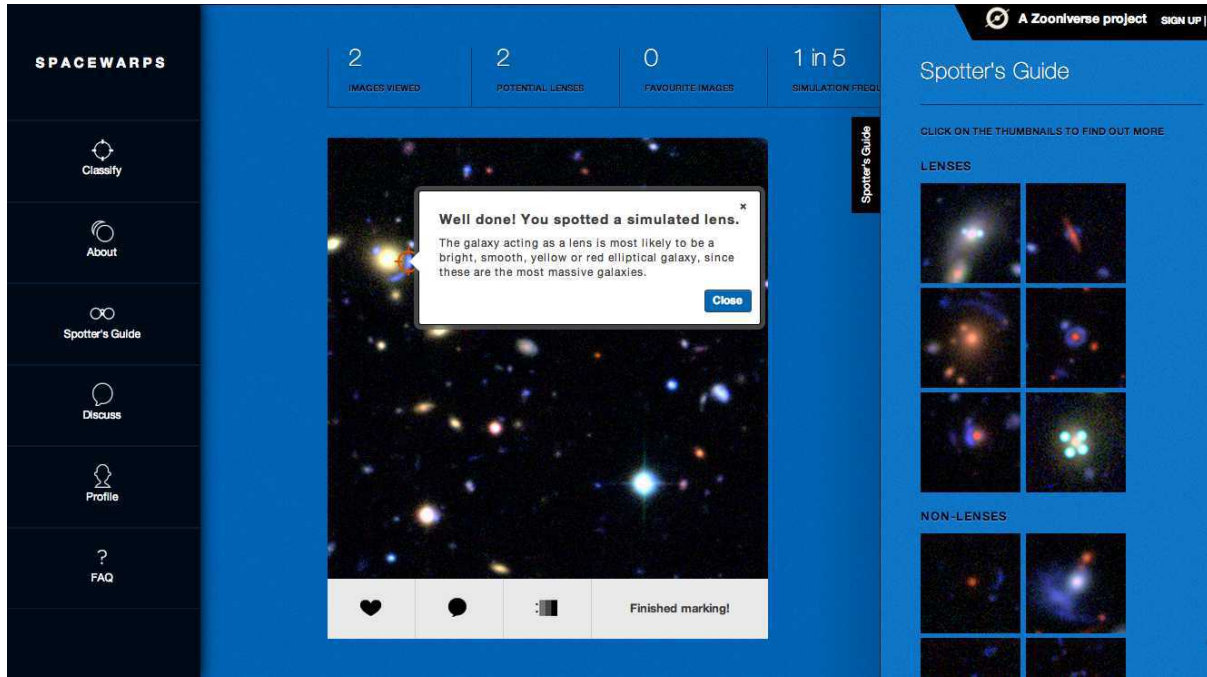 SPACEWARPS
Classify
About
Spotter's Guide
Discuss
Profile
?
FAQ
2
IMAGES VIEWED
2
POTENTIAL LENSES
0
FAVOURITE IMAGES
1 in 5
SIMULATION FREQU
Spotter's Guide
Well done! You spotted a simulated lens.
The galaxy acting as a lens is most likely to be a
bright, smooth, yellow or red elliptical galaxy, since
these are the most massive galaxies.
Close
Finished marking!
A Zooniverse project SIGN UP |
Spotter's Guide
CLICK ON THE THUMBNAILS TO FIND OUT MORE
LENSES
NON-LENSES